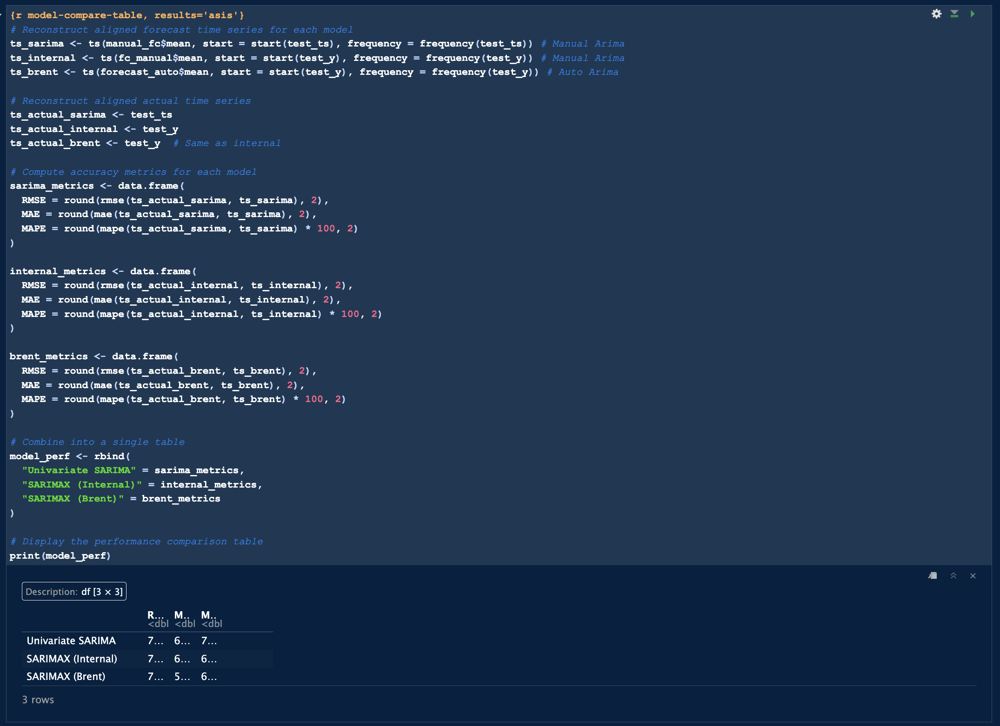 {r model-compare-table, results='asis'}
# Reconstruct aligned forecast time series for each model
ts_sarima <- ts(manual_fc$mean, start = start(test_ts), frequency = frequency(test_ts)) # Manual Arima
ts_internal <- ts(fc_manual$mean, start = start(test_y), frequency = frequency(test_y)) # Manual Arima
ts_brent <- ts(forecast_auto$mean, start = start(test_y), frequency = frequency(test_y)) # Auto Arima
# Reconstruct aligned actual time series
ts_actual_sarima <- test_ts
ts_actual_internal <- test_y
ts_actual_brent <- test_y  # Same as internal
# Compute accuracy metrics for each model
sarima_metrics <- data.frame(
  RMSE = round(rmse(ts_actual_sarima, ts_sarima), 2),
  MAE = round(mae(ts_actual_sarima, ts_sarima), 2),
  MAPE = round(mape(ts_actual_sarima, ts_sarima) * 100, 2)
)
internal_metrics <- data.frame(
  RMSE = round(rmse(ts_actual_internal, ts_internal), 2),
  MAE = round(mae(ts_actual_internal, ts_internal), 2),
  MAPE = round(mape(ts_actual_internal, ts_internal) * 100, 2)
)
brent_metrics <- data.frame(
  RMSE = round(rmse(ts_actual_brent, ts_brent), 2),
  MAE = round(mae(ts_actual_brent, ts_brent), 2),
  MAPE = round(mape(ts_actual_brent, ts_brent) * 100, 2)
)
# Combine into a single table
model_perf <- rbind(
  "Univariate SARIMA" = sarima_metrics,
  "SARIMAX (Internal)" = internal_metrics,
  "SARIMAX (Brent)" = brent_metrics
)
# Display the performance comparison table
print(model_perf)
Description: df [3 × 3]
R... M.. M..
<dbl <dbl <dbl
Univariate SARIMA 7... 6... 7...
SARIMAX (Internal) 7... 6... 6...
SARIMAX (Brent) 7... 5... 6...
3 rows